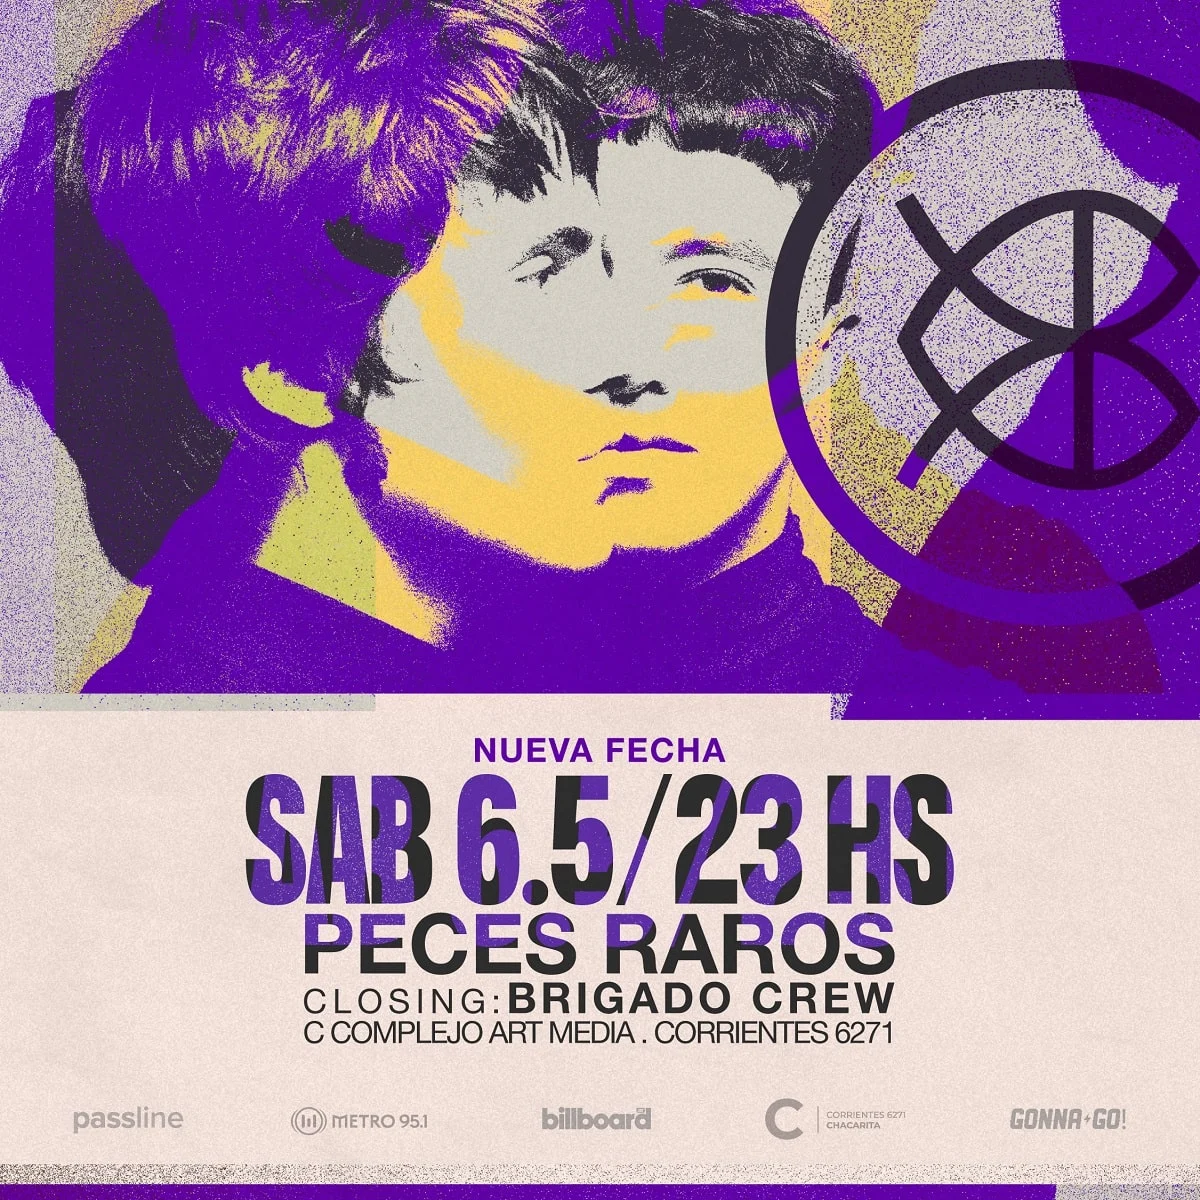 NUEVA FECHA
SAB 6.5/23 HS
PECES RAROS
CLOSING: BRIGADO CREW
C COMPLEJO ART MEDIA . CORRIENTES 6271
passline
METRO 95.1
billboard
C CORRIENTES 6271
CHACARITA
GONNA GO!